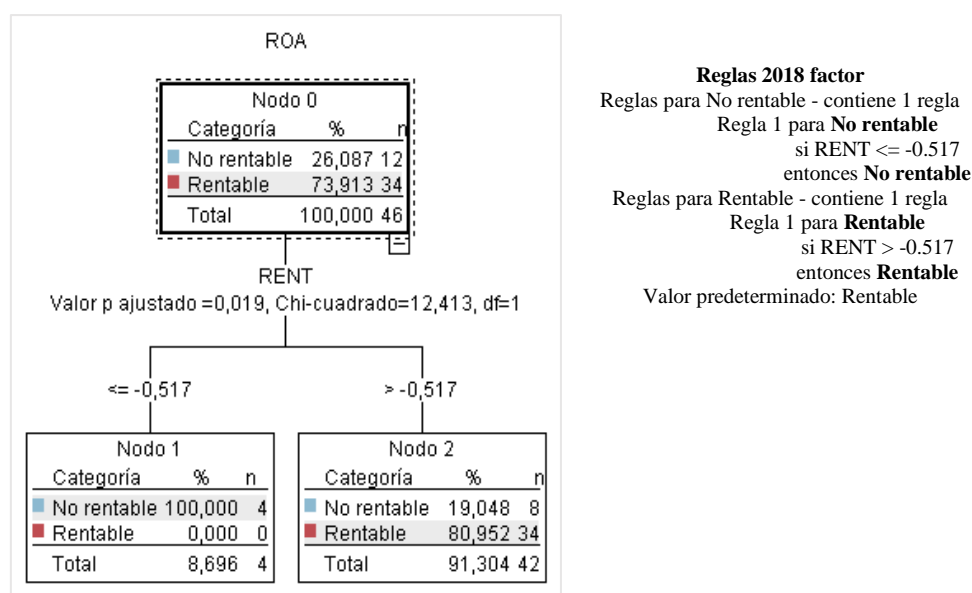 ROA
Nodo 0
Categoría % n
No rentable 26,087 12
Rentable 73,913 34
Total 100,000 46
RENT
Valor p ajustado =0,019, Chi-cuadrado=12,413, df=1
<= -0,517
> -0,517
Nodo 1
Categoría % n
No rentable 100,000 4
Rentable 0,000 0
Total 8,696 4
Nodo 2
Categoría % n
No rentable 19,048 8
Rentable 80,952 34
Total 91,304 42
Reglas 2018 factor
Reglas para No rentable - contiene 1 regla
Regla 1 para No rentable
si RENT <= -0.517
entonces No rentable
Reglas para Rentable - contiene 1 regla
Regla 1 para Rentable
si RENT > -0.517
entonces Rentable
Valor predeterminado: Rentable